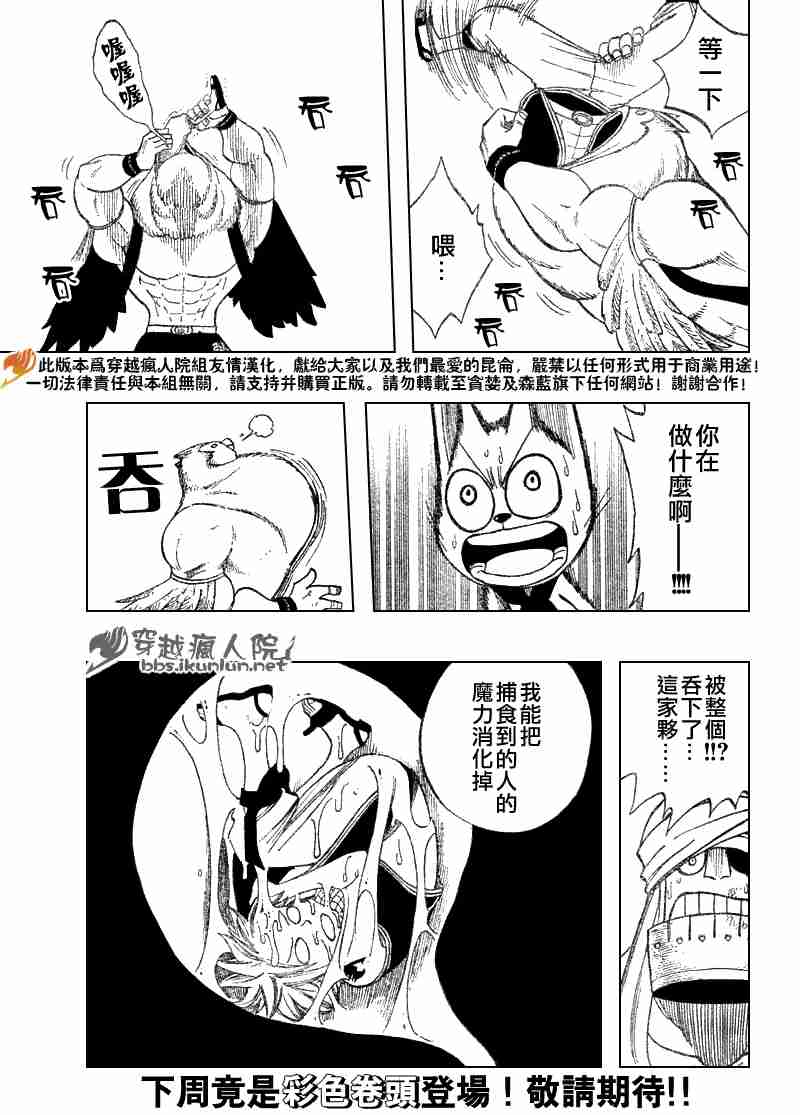 等一下
吞
吞
喂…
吞
吞
喔喔喔
吞
吞
吞
吞
此版本爲穿越瘋人院組友情漢化，獻給大家以及我們最愛的昆侖，嚴禁以任何形式用于商業用途！
一切法律責任與本組無關，請支持并購買正版。請勿轉載至貪婪及森藍旗下任何網站！謝謝合作！
你在
做什麼啊
——!!!!
吞
穿越瘋人院
bbs.ikunlun.net
被整個!!?
吞下了…
這家夥……
我能把
捕食到的人的
魔力消化掉
下周竟是彩色卷頭登場！敬請期待!!